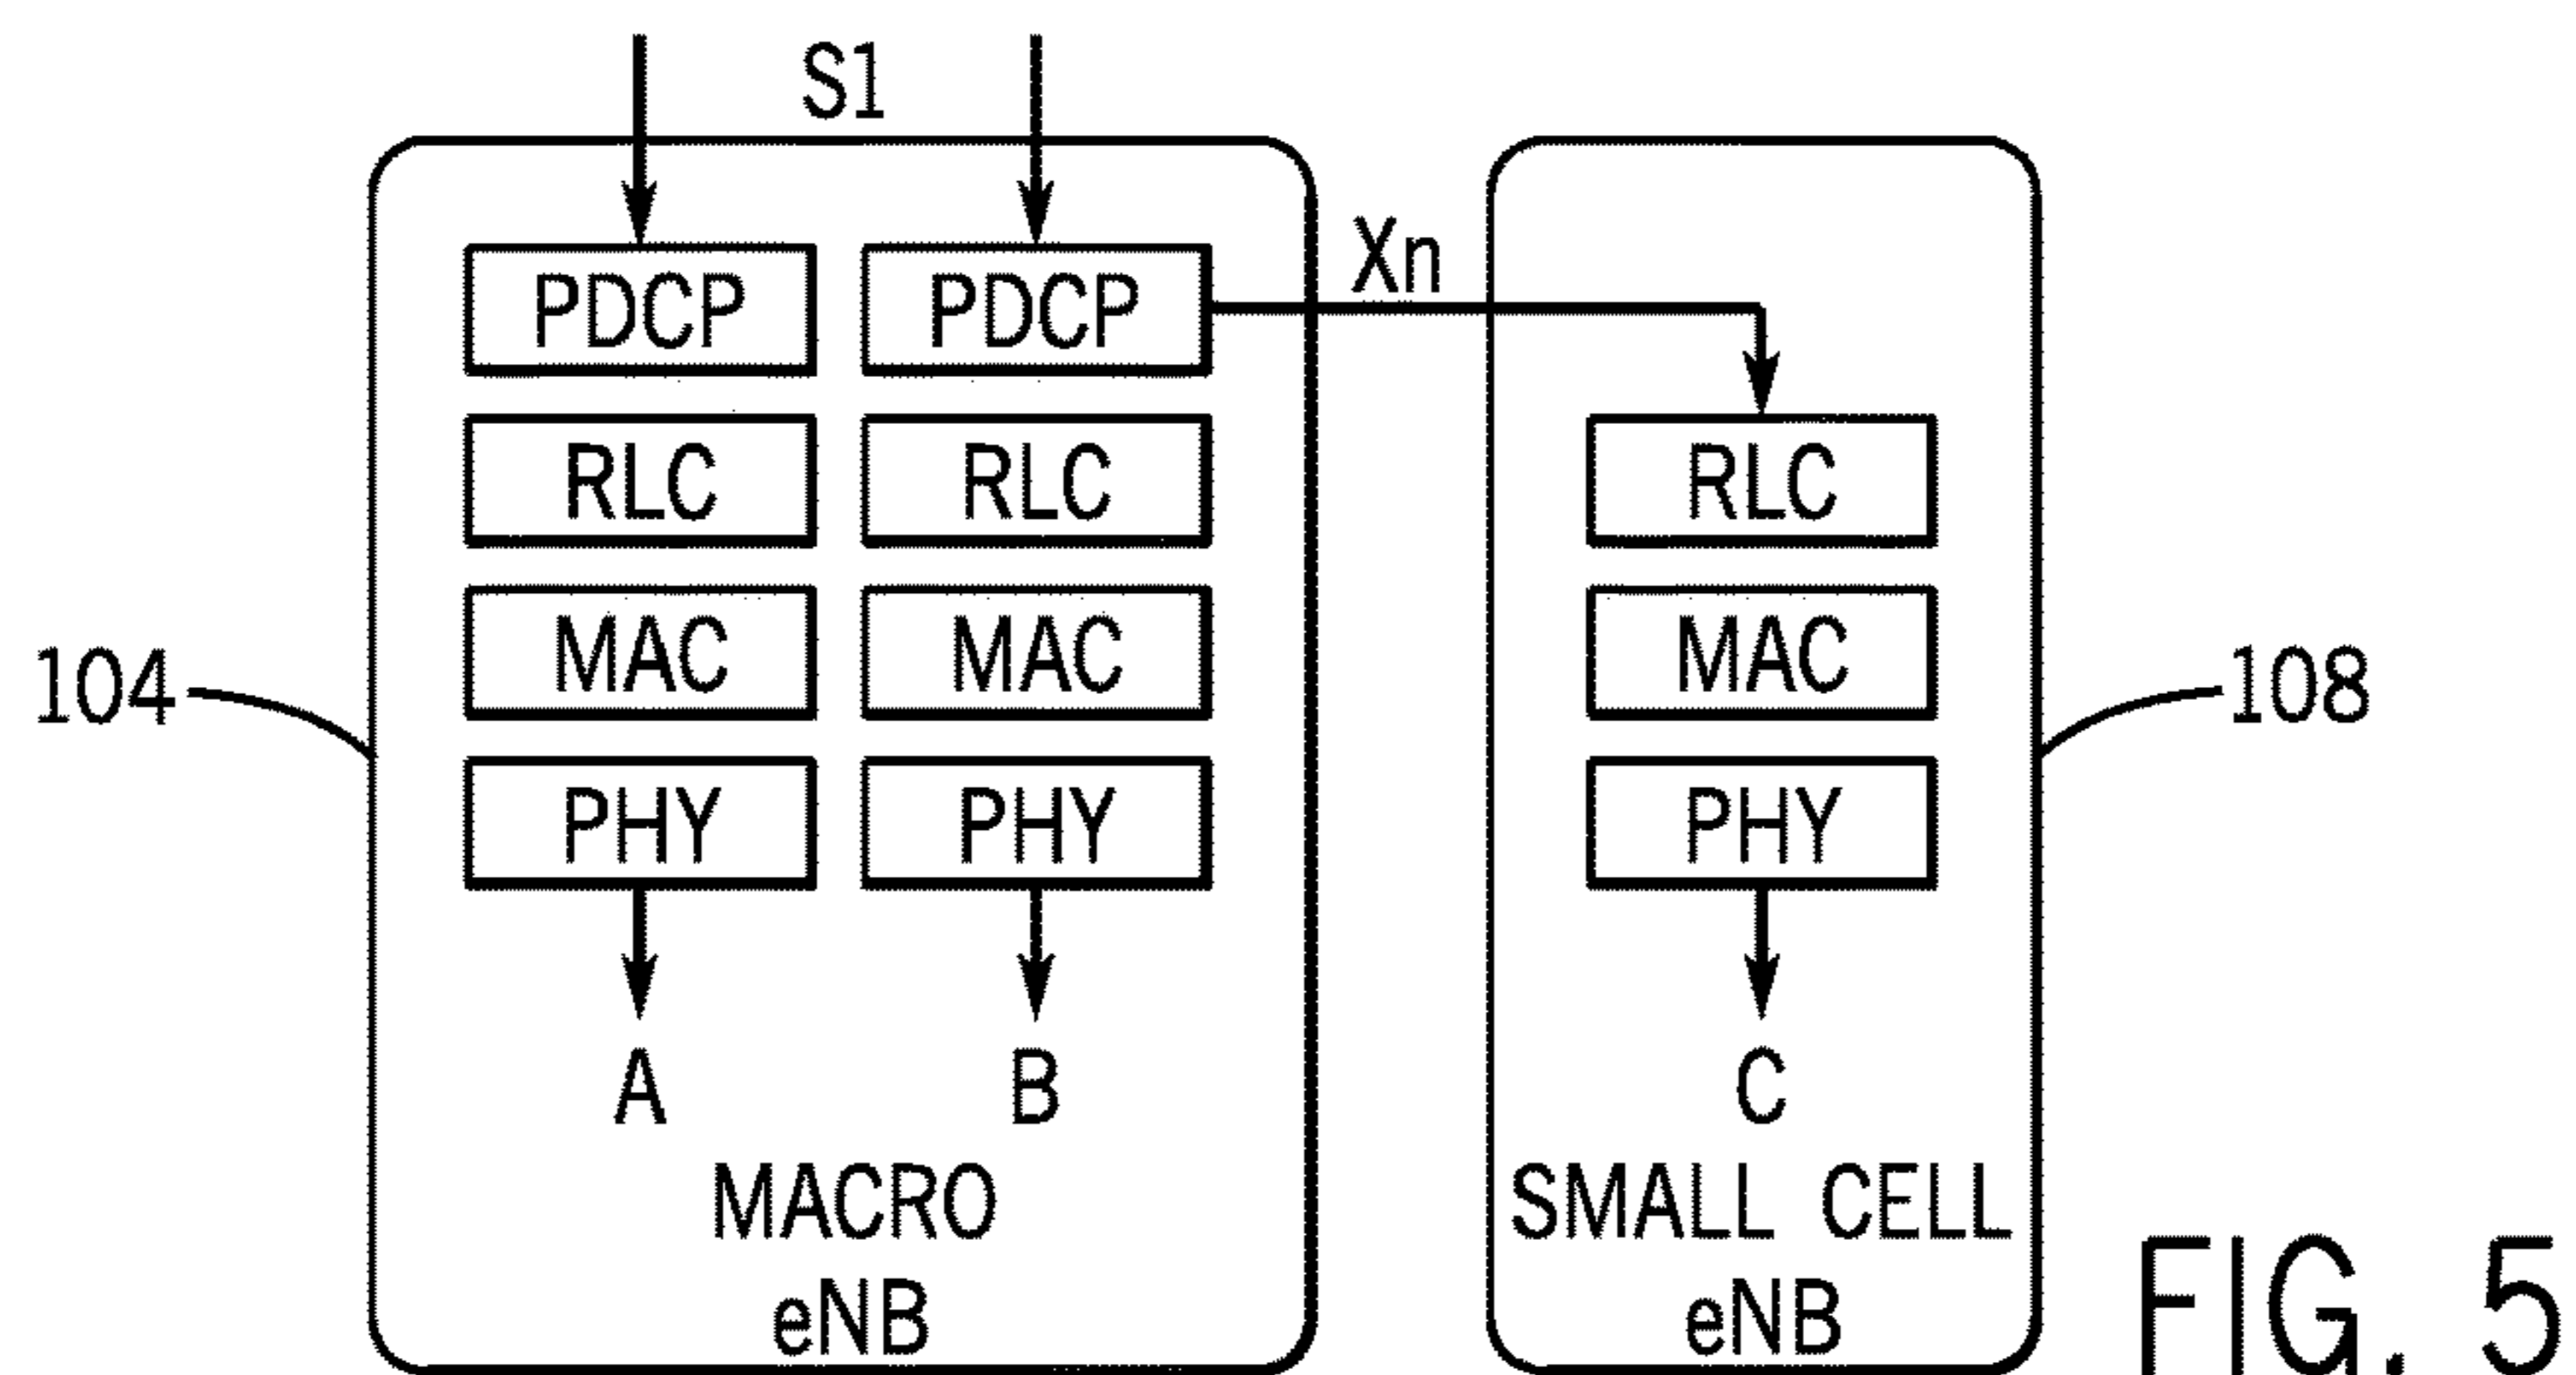 S1
Xn
PDCP PDCP
RLC RLC RLC
MAC MAC MAC
104 108
PHY PHY PHY
A B C
MACRO SMALL CELL
eNB eNB
FIG. 5